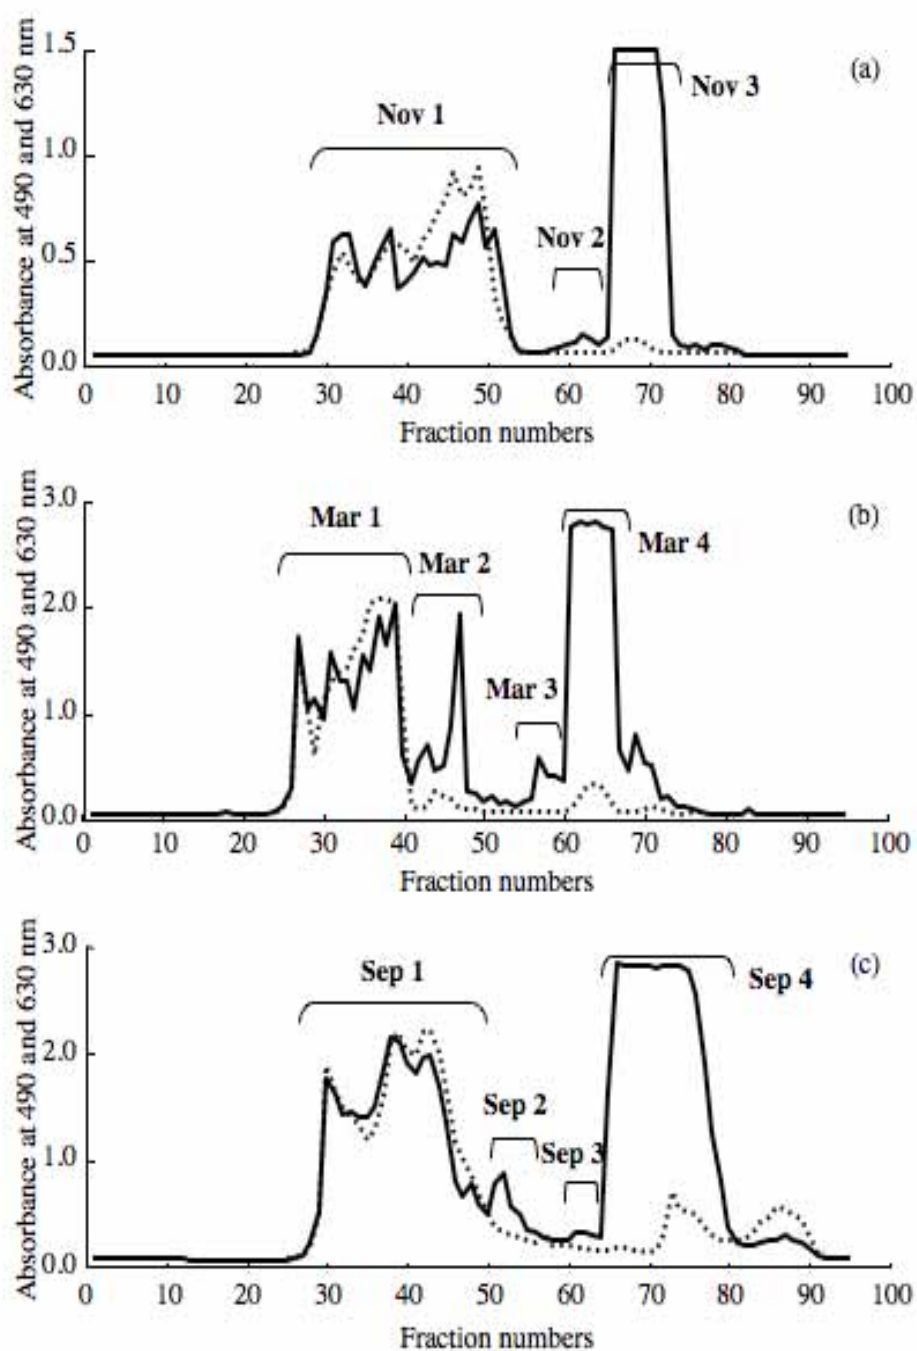 Absorbance at 490 and 630 nm
1.5
1.0
0.5
0.0
(a)
Nov 1
Nov 2
Nov 3
0 10 20 30 40 50 60 70 80 90 100
Fraction numbers
Absorbance at 490 and 630 nm
3.0
2.0
1.0
0.0
(b)
Mar 1
Mar 2
Mar 3
Mar 4
0 10 20 30 40 50 60 70 80 90 100
Fraction numbers
Absorbance at 490 and 630 nm
3.0
2.0
1.0
0.0
(c)
Sep 1
Sep 2
Sep 3
Sep 4
0 10 20 30 40 50 60 70 80 90 100
Fraction numbers